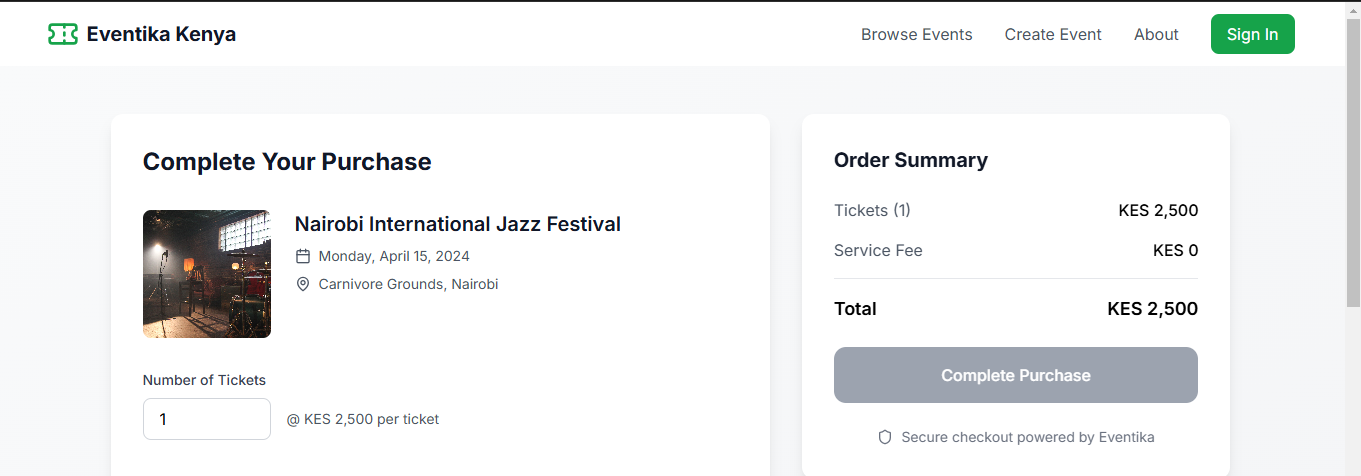 Eventika Kenya
Browse Events
Create Event
About
Sign In
Complete Your Purchase
Nairobi International Jazz Festival
Monday, April 15, 2024
Carnivore Grounds, Nairobi
Number of Tickets
1
@ KES 2,500 per ticket
Order Summary
Tickets (1) KES 2,500
Service Fee KES 0
Total KES 2,500
Complete Purchase
Secure checkout powered by Eventika